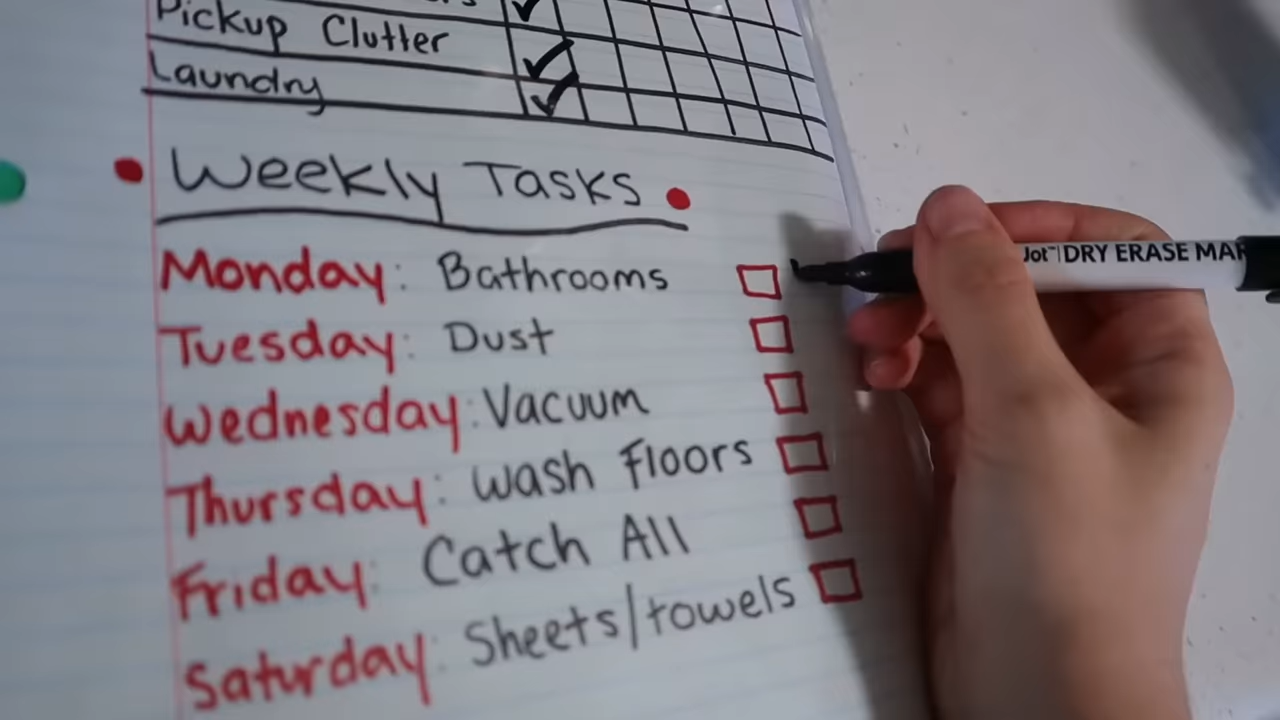 Pickup Clutter
Laundry
Weekly Tasks
Monday: Bathrooms
Tuesday: Dust
Wednesday: Vacuum
Thursday: Wash Floors
Friday: Catch All
Saturday: Sheets/towels
Jot™ DRY ERASE MAR